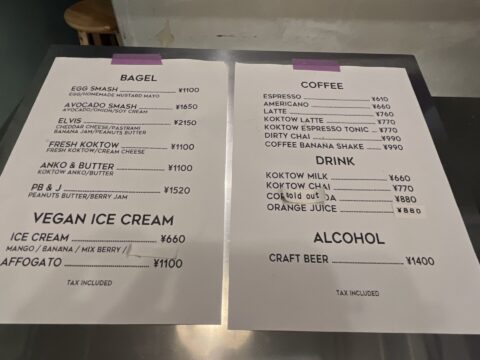 BAGEL
EGG SMASH ¥1100
EGG/HOMEMADE MUSTARD MAYO
AVOCADO SMASH ¥1650
AVOCADO/ONION/SOY CREAM
ELVIS ¥2150
CHEDDAR CHEESE/PASTRAMI
BANANA JAM/PEANUTS BUTTER
FRESH KOKTOW ¥1100
FRESH KOKTOW/CREAM CHEESE
ANKO & BUTTER ¥1100
KOKTOW ANKO/BUTTER
PB & J ¥1520
PEANUTS BUTTER/BERRY JAM
VEGAN ICE CREAM
ICE CREAM ¥660
MANGO / BANANA / MIX BERRY /
AFFOGATO ¥1100
TAX INCLUDED
COFFEE
ESPRESSO ¥610
AMERICANO ¥660
LATTE ¥760
KOKTOW LATTE ¥770
KOKTOW ESPRESSO TONIC ¥770
DIRTY CHAI ¥990
COFFEE BANANA SHAKE ¥990
DRINK
KOKTOW MILK ¥660
KOKTOW CHAI ¥770
sold out ¥880
ORANGE JUICE ¥880
ALCOHOL
CRAFT BEER ¥1400
TAX INCLUDED